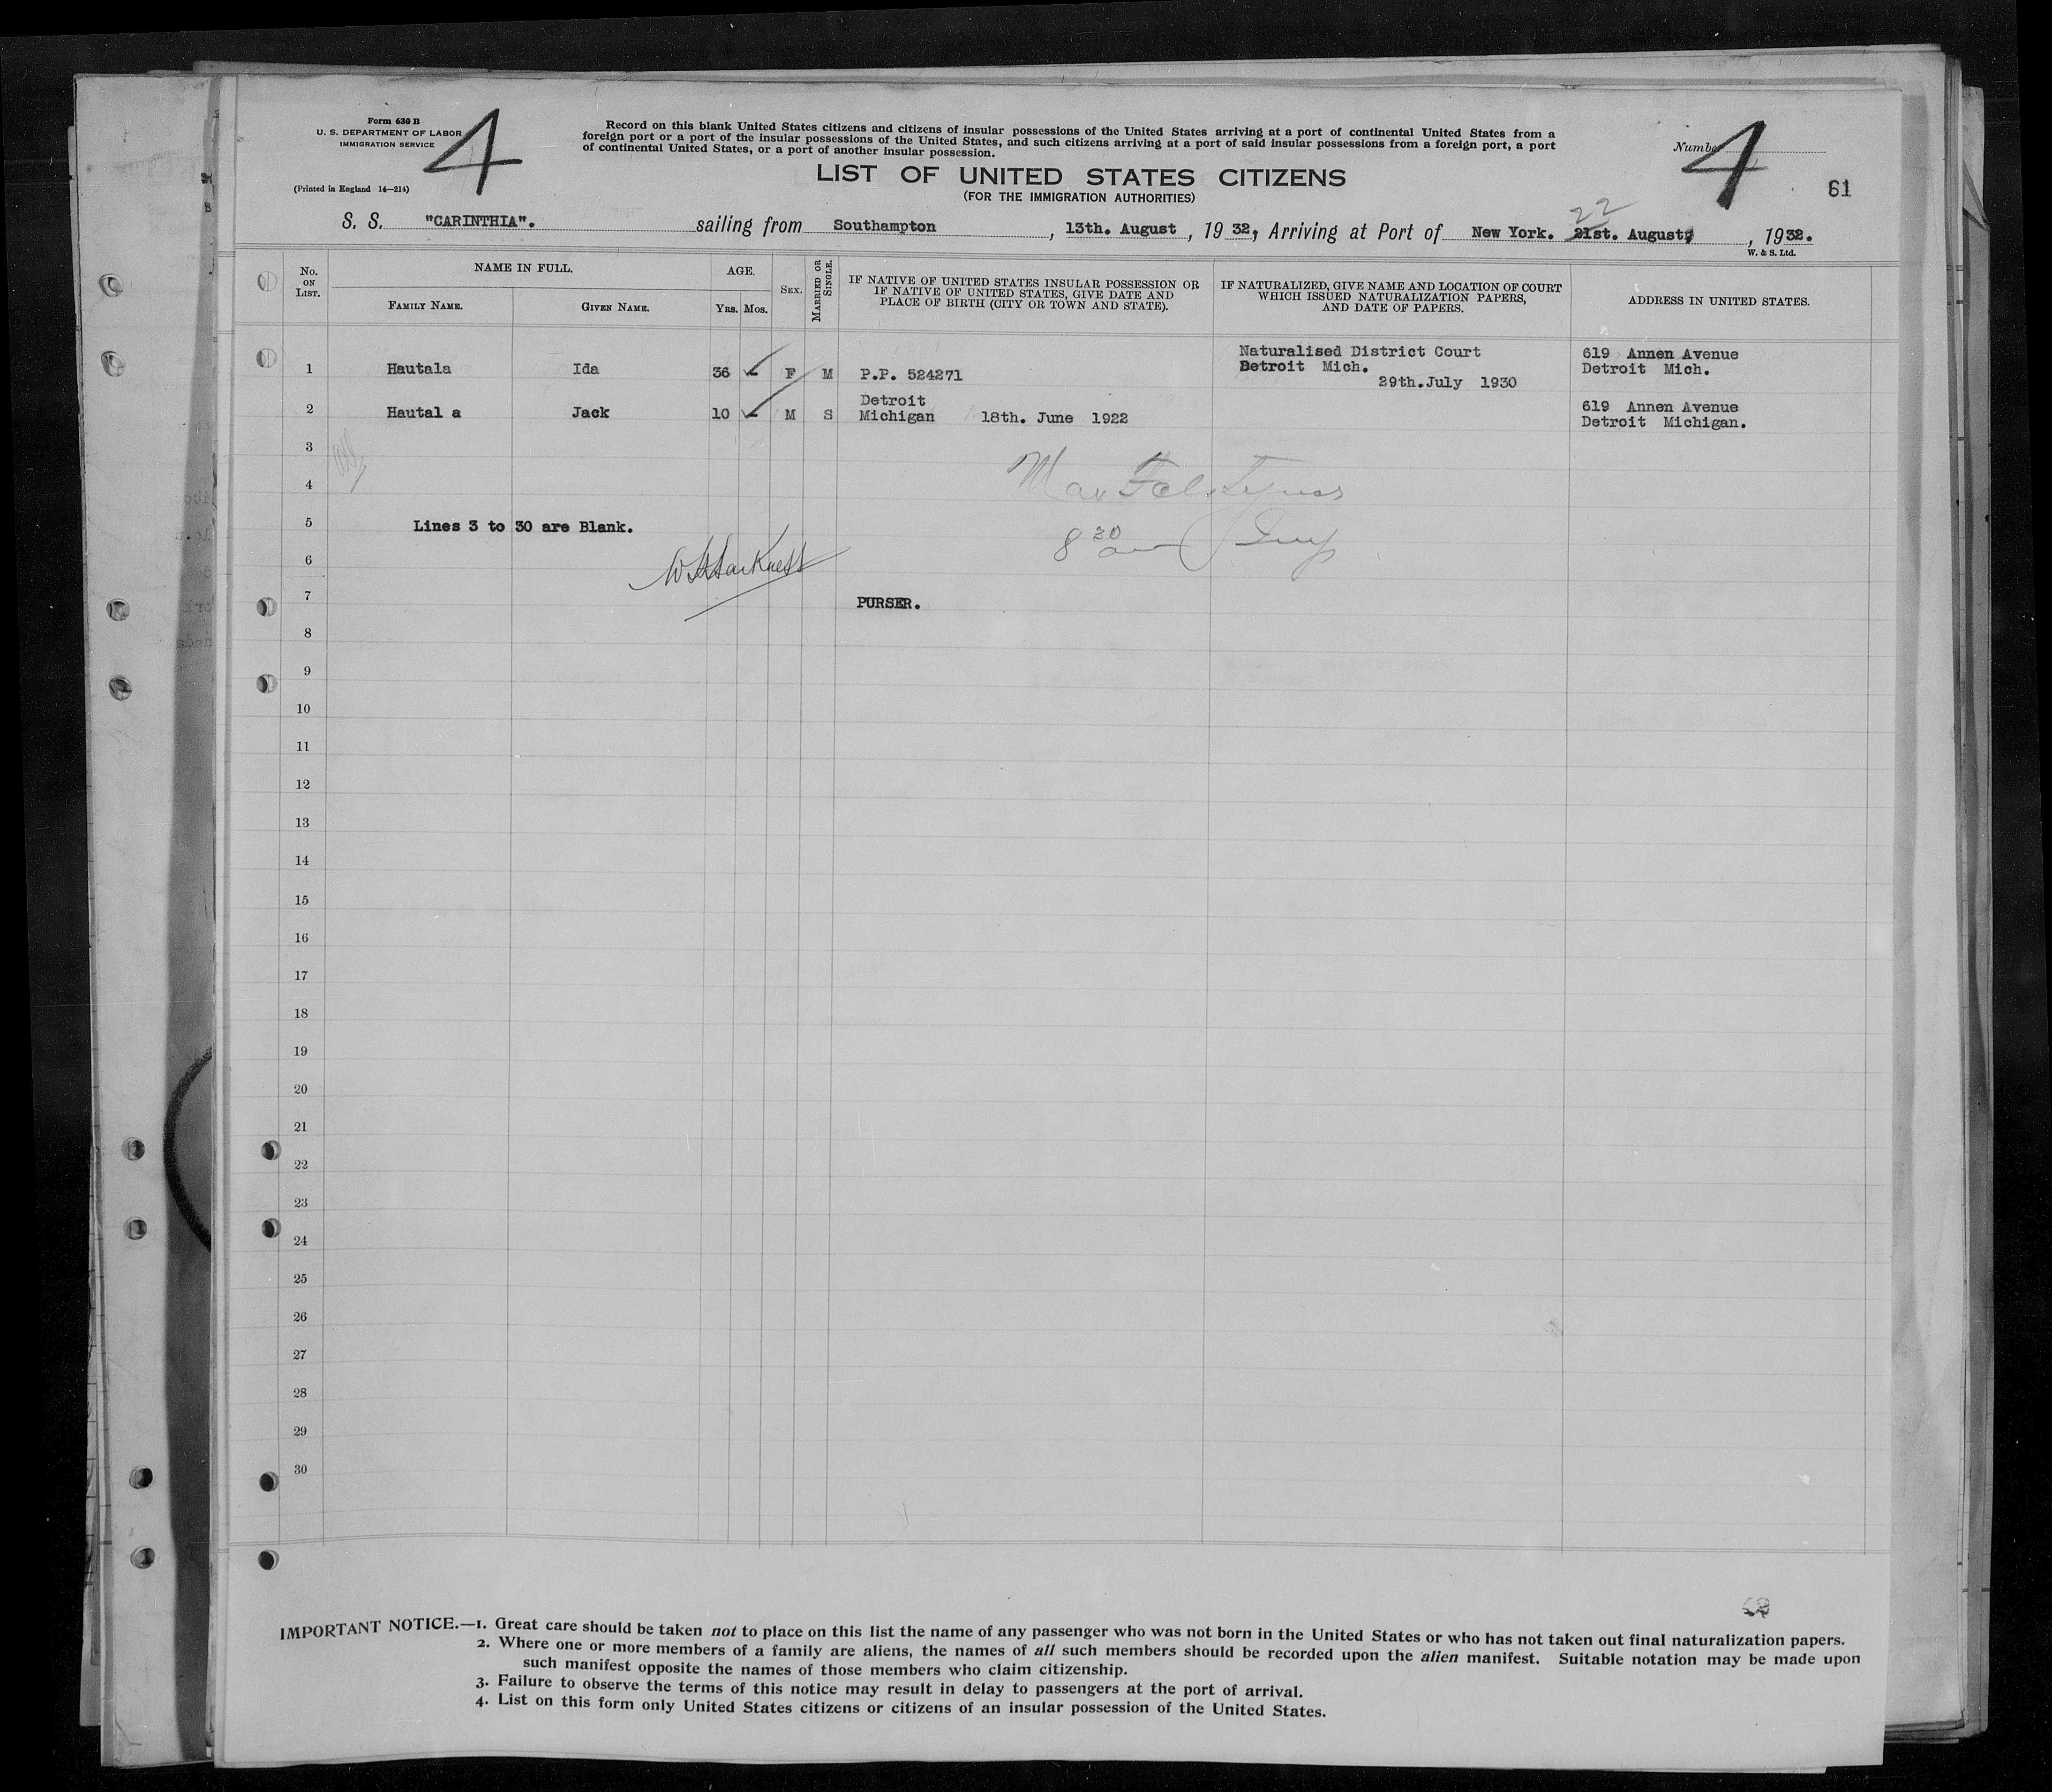 Form 630 B
U. S. DEPARTMENT OF LABOR
IMMIGRATION SERVICE
(Printed in England 14—214)
4
Record on this blank United States citizens and citizens of insular possessions of the United States arriving at a port of continental United States from a
foreign port or a port of the insular possessions of the United States, and such citizens arriving at a port of said insular possessions from a foreign port, a port
of continental United States, or a port of another insular possession.
Number 4
61
LIST OF UNITED STATES CITIZENS
(FOR THE IMMIGRATION AUTHORITIES)
22
S. S. "CARINTHIA". sailing from Southampton, 13th. August, 1932, Arriving at Port of New York. 21st. August, 1932.
W. & S. Ltd.
No. ON LIST.
NAME IN FULL.
FAMILY NAME.
GIVEN NAME.
AGE.
Yrs. Mos.
SEX.
MARRIED OR SINGLE.
IF NATIVE OF UNITED STATES INSULAR POSSESSION OR
IF NATIVE OF UNITED STATES, GIVE DATE AND
PLACE OF BIRTH (CITY OR TOWN AND STATE).
IF NATURALIZED, GIVE NAME AND LOCATION OF COURT
WHICH ISSUED NATURALIZATION PAPERS,
AND DATE OF PAPERS.
ADDRESS IN UNITED STATES.
1 Hautala Ida 36 - F M P.P. 524271
Naturalised District Court
Detroit Mich.
29th.July 1930
619 Annen Avenue
Detroit Mich.
2 Hautal a Jack 10 - M S
Detroit
Michigan 18th. June 1922
619 Annen Avenue
Detroit Michigan.
3
4
5 Lines 3 to 30 are Blank.
8 30
6
7 PURSER.
8
9
10
11
12
13
14
15
16
17
18
19
20
21
22
23
24
25
26
27
28
29
30
IMPORTANT NOTICE.—1. Great care should be taken not to place on this list the name of any passenger who was not born in the United States or who has not taken out final naturalization papers.
2. Where one or more members of a family are aliens, the names of all such members should be recorded upon the alien manifest. Suitable notation may be made upon
such manifest opposite the names of those members who claim citizenship.
3. Failure to observe the terms of this notice may result in delay to passengers at the port of arrival.
4. List on this form only United States citizens or citizens of an insular possession of the United States.